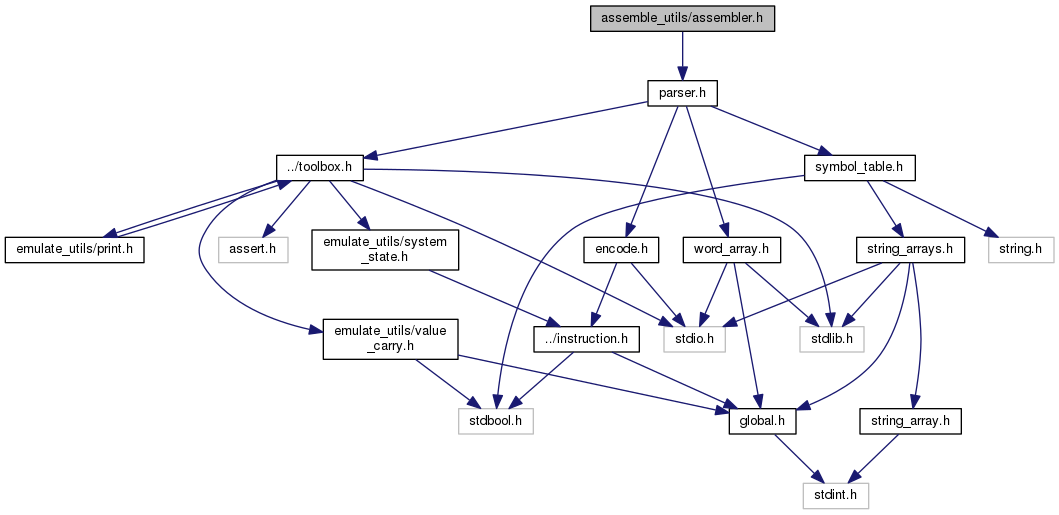 assemble_utils/assembler.h
parser.h
../toolbox.h
symbol_table.h
emulate_utils/print.h
assert.h
emulate_utils/system
_state.h
encode.h
word_array.h
string_arrays.h
string.h
emulate_utils/value
_carry.h
../instruction.h
stdio.h
stdlib.h
stdbool.h
global.h
string_array.h
stdint.h